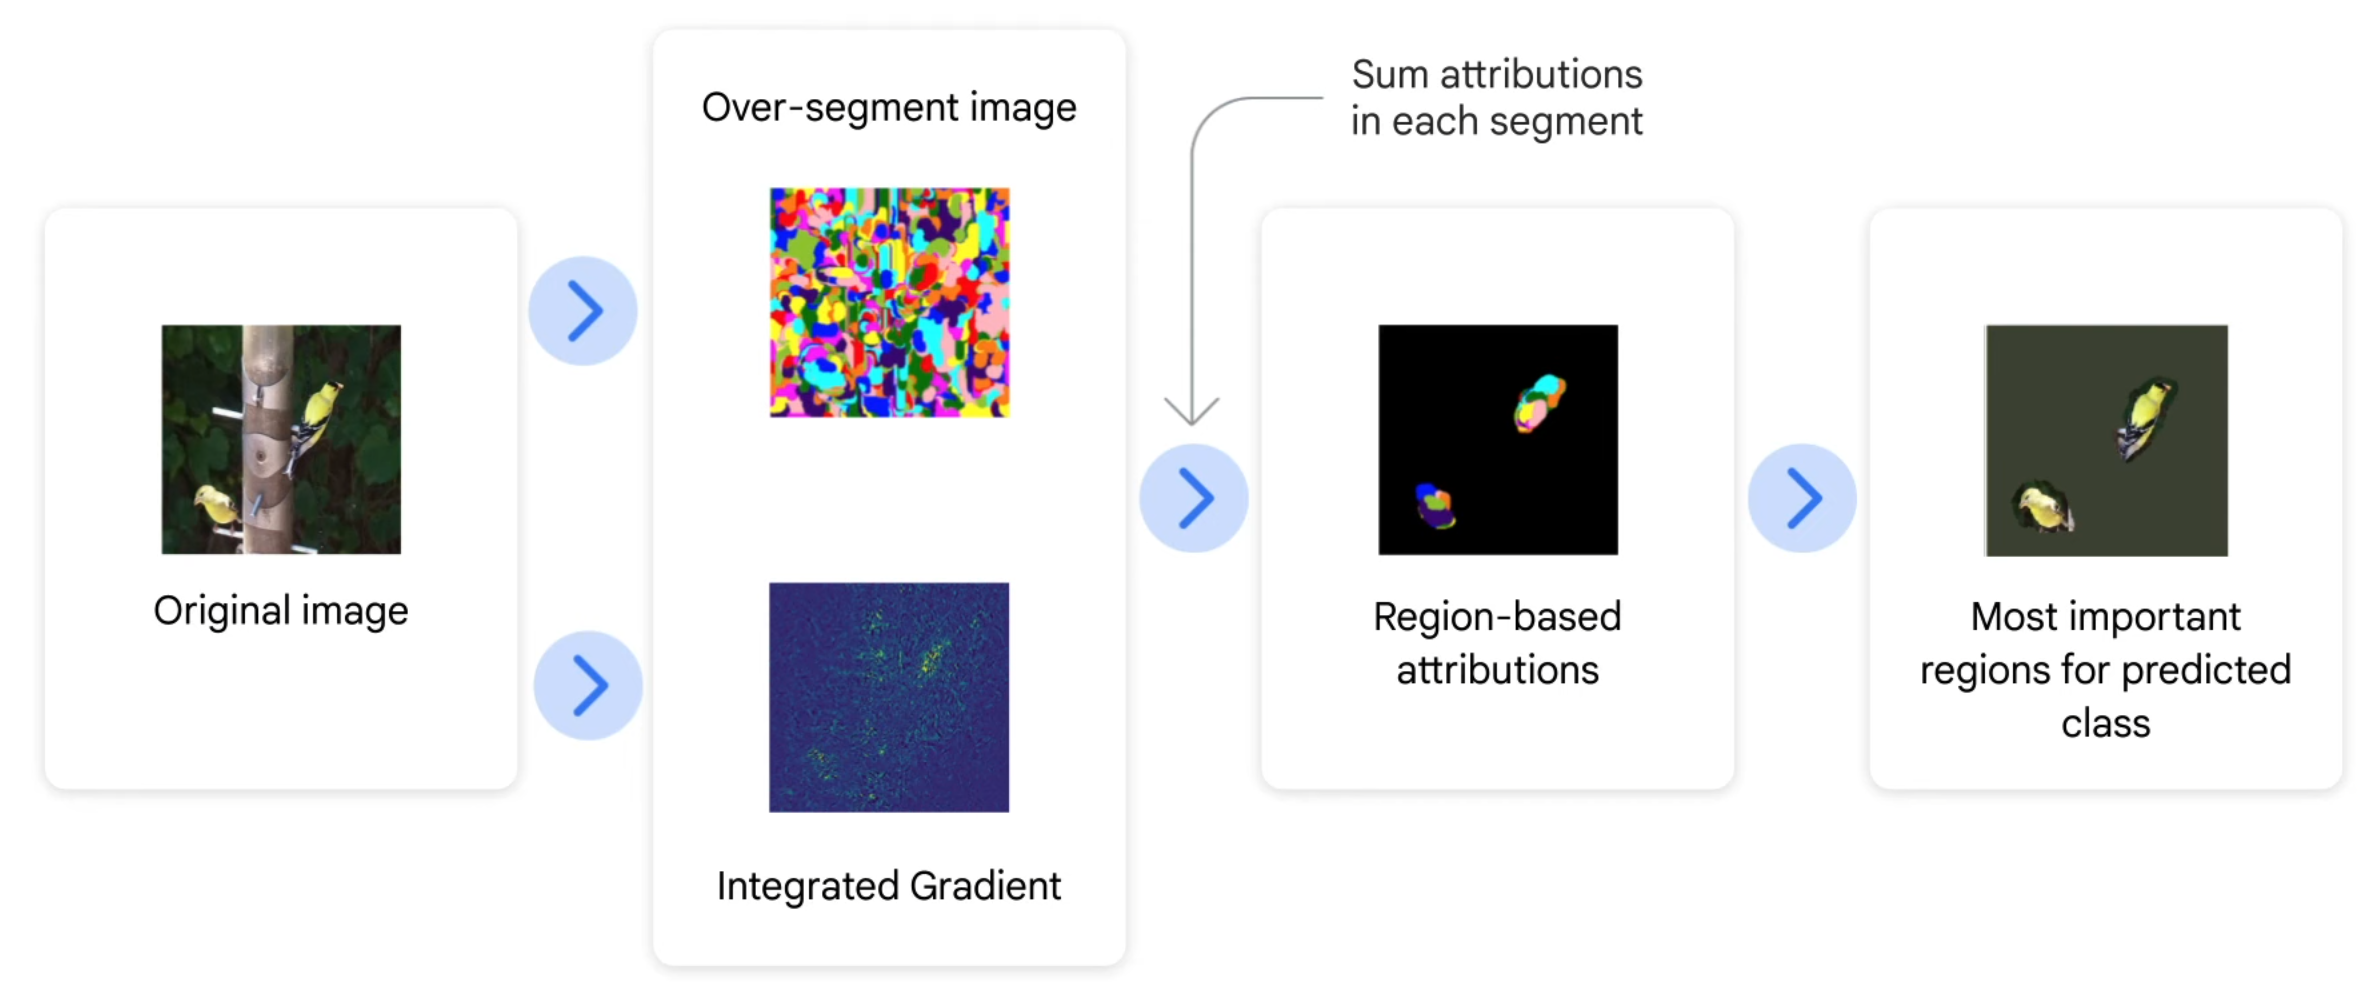 Over-segment image
Sum attributions
in each segment
Original image
Integrated Gradient
Region-based
attributions
Most important
regions for predicted
class